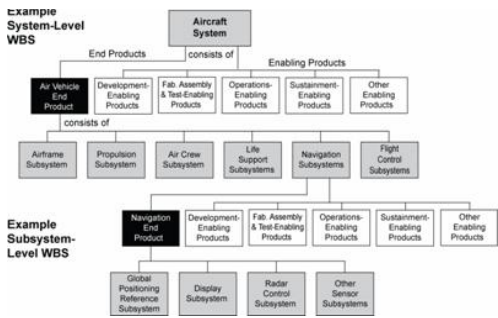 Example
System-Level
WBS
Aircraft
System
End Products
consists of
Enabling Products
Air Vehicle
End
Product
Development-
Enabling
Products
Fab. Assembly
& Test-Enabling
Products
Operations-
Enabling
Products
Sustainment-
Enabling
Products
Other
Enabling
Products
consists of
Airframe
Subsystem
Propulsion
Subsystem
Air Crew
Subsystem
Life
Support
Subsystems
Navigation
Subsystems
Flight
Control
Subsystems
Example
Subsystem-
Level WBS
Navigation
End
Product
Development-
Enabling
Products
Fab. Assembly
& Test-Enabling
Products
Operations-
Enabling
Products
Sustainment-
Enabling
Products
Other
Enabling
Products
Global
Positioning
Reference
Subsystem
Display
Subsystem
Radar
Control
Subsystem
Other
Sensor
Subsystems